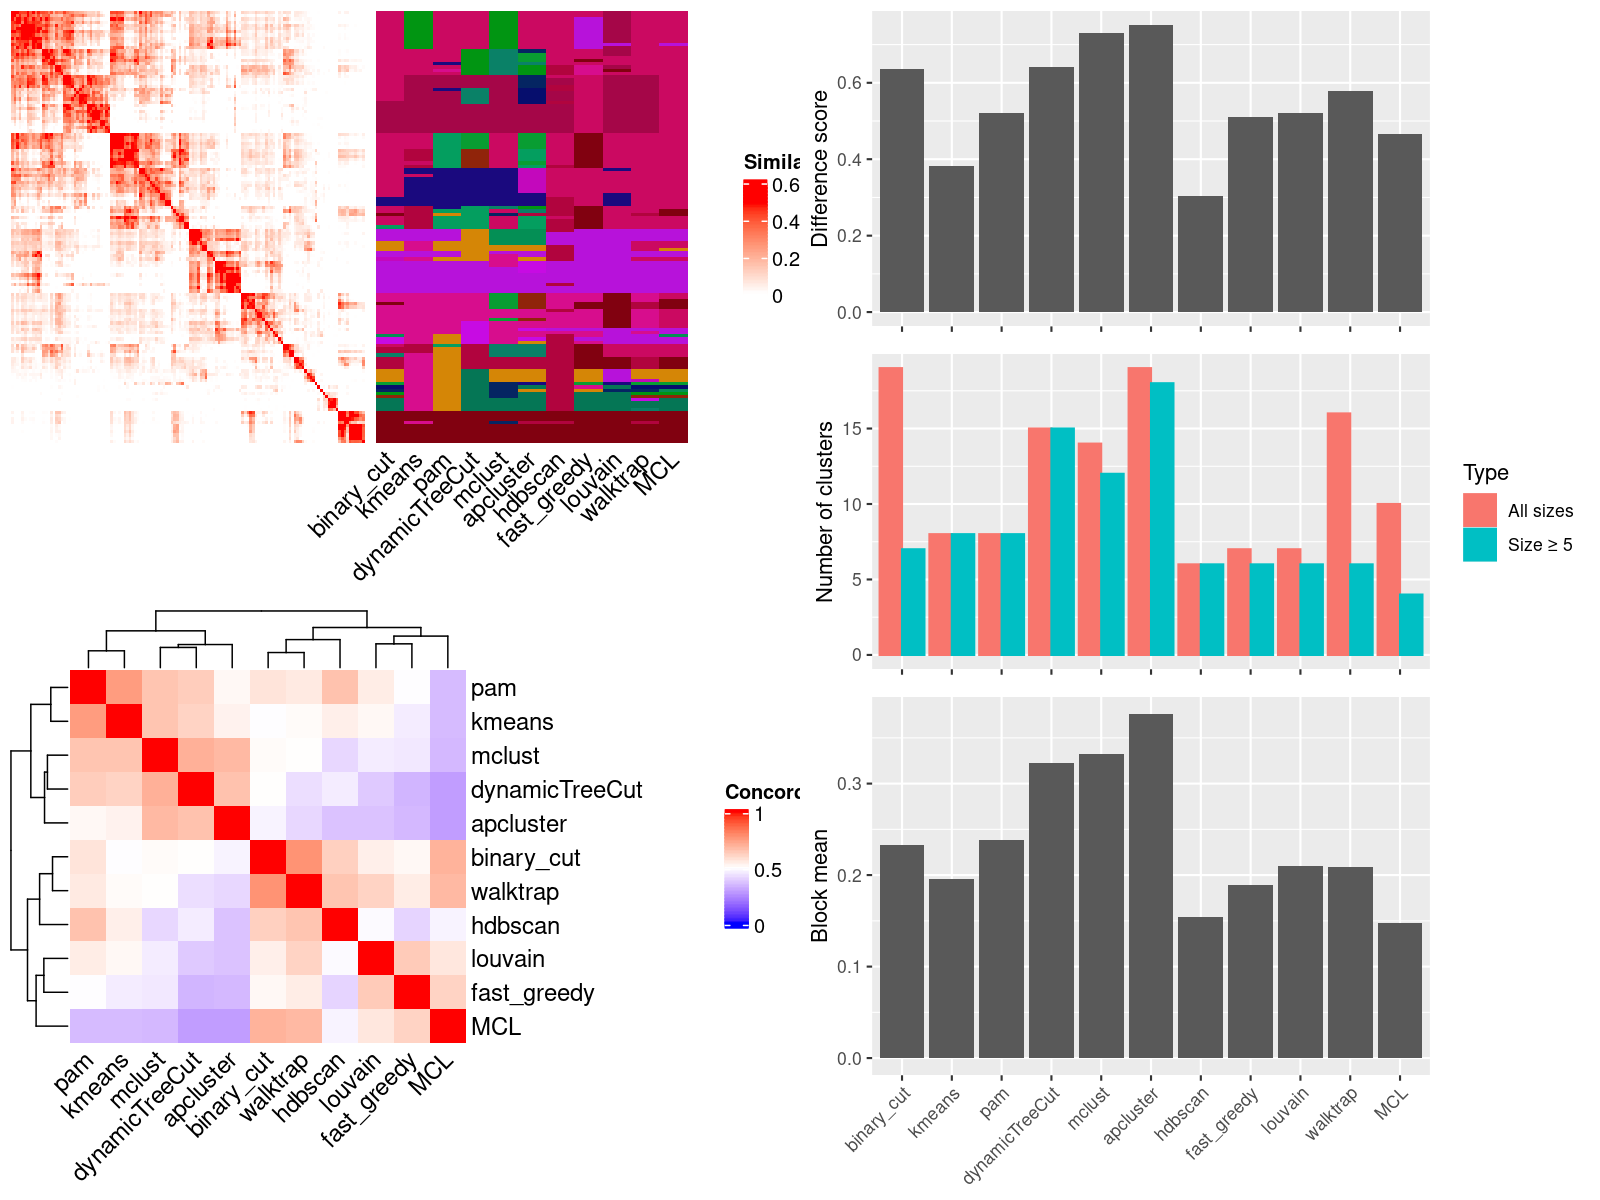 Simila
0.6
0.4
0.2
0
binary_cut
kmeans
pam
dynamicTreeCut
mclust
apcluster
hdbscan
fast_greedy
louvain
walktrap
MCL
Difference score
0.6
0.4
0.2
0.0
Number of clusters
15
10
5
0
Type
All sizes
Size ≥ 5
pam
kmeans
mclust
dynamicTreeCut
apcluster
binary_cut
walktrap
hdbscan
louvain
fast_greedy
MCL
pam
kmeans
mclust
dynamicTreeCut
apcluster
binary_cut
walktrap
hdbscan
louvain
fast_greedy
MCL
Concord
1
0.5
0
Block mean
0.3
0.2
0.1
0.0
binary_cut
kmeans
pam
dynamicTreeCut
mclust
apcluster
hdbscan
fast_greedy
louvain
walktrap
MCL